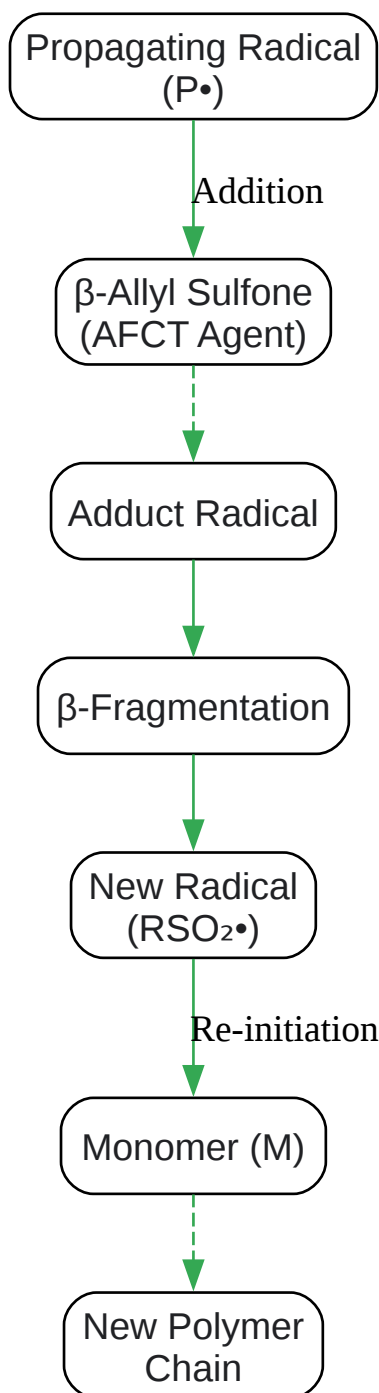 Propagating Radical
(P•)
Addition
β-Allyl Sulfone
(AFCT Agent)
Adduct Radical
β-Fragmentation
New Radical
(RSO₂•)
Re-initiation
Monomer (M)
New Polymer
Chain